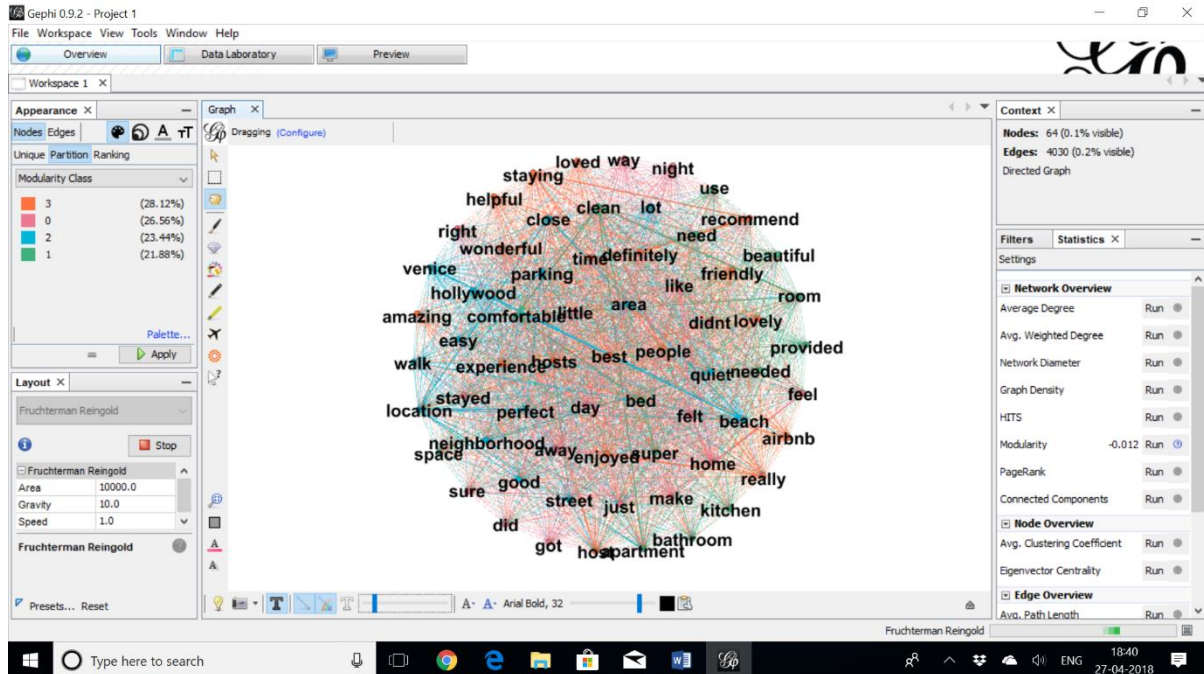 Gephi 0.9.2 - Project 1
File Workspace View Tools Window Help
Overview Data Laboratory Preview
Workspace 1
Appearance
Nodes Edges
Unique Partition Ranking
Modularity Class
3 (28.12%)
0 (26.56%)
2 (23.44%)
1 (21.88%)
Palette...
Apply
Layout
Fruchterman Reingold
Stop
Fruchterman Reingold
Area 10000.0
Gravity 10.0
Speed 1.0
Fruchterman Reingold
Presets... Reset
Graph
Dragging (Configure)
loved way
staying night
helpful use
close clean lot recommend
right need
wonderful time definitely beautiful
venice parking friendly
hollywood like room
amazing comfortable little area
didnt lovely
easy provided
walk experience hosts best people
quiet needed
stayed bed feel
location perfect day felt beach
neighborhood airbnb
space away enjoyed super home
really
good
sure street just make kitchen
did
got host apartment bathroom
A- A- Arial Bold, 32
Context
Nodes: 64 (0.1% visible)
Edges: 4030 (0.2% visible)
Directed Graph
Filters Statistics
Settings
Network Overview
Average Degree Run
Avg. Weighted Degree Run
Network Diameter Run
Graph Density Run
HITS Run
Modularity -0.012 Run
PageRank Run
Connected Components Run
Node Overview
Avg. Clustering Coefficient Run
Eigenvector Centrality Run
Edge Overview
Avg. Path Length Run
Fruchterman Reingold
Type here to search
ENG
18:40
27-04-2018